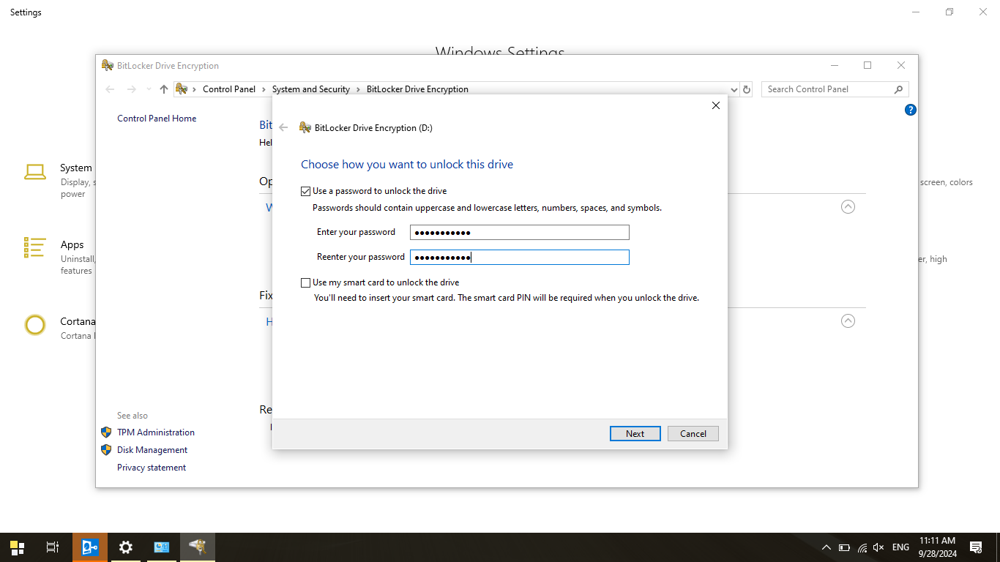 Settings
Windows Settings
BitLocker Drive Encryption
Control Panel
System and Security
BitLocker Drive Encryption
Search Control Panel
Control Panel Home
BitLocker Drive Encryption (D:)
Choose how you want to unlock this drive
Use a password to unlock the drive
Passwords should contain uppercase and lowercase letters, numbers, spaces, and symbols.
Enter your password
Reenter your password
Use my smart card to unlock the drive
You'll need to insert your smart card. The smart card PIN will be required when you unlock the drive.
Next
Cancel
System
Display, s
power
Apps
Uninstall,
features
Cortana
Cortana
screen, colors
er, high
Bit
Hel
Op
W
Fix
H
Re
See also
TPM Administration
Disk Management
Privacy statement
ENG
11:11 AM
9/28/2024